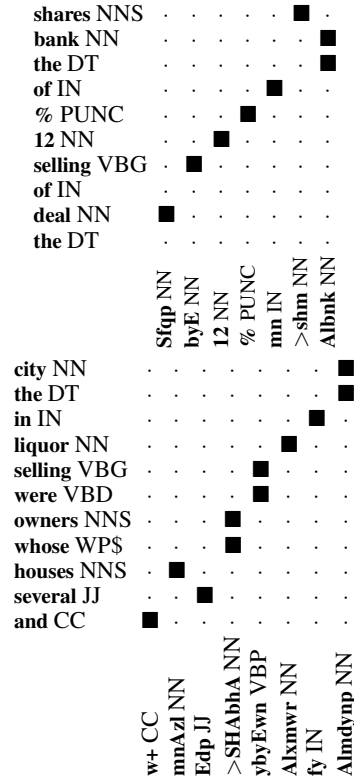 shares NNS
bank NN
the DT
of IN
% PUNC
12 NN
selling VBG
of IN
deal NN
the DT
Sfqp NN
byE NN
12 NN
% PUNC
mn IN
>shm NN
Albnk NN
city NN
the DT
in IN
liquor NN
selling VBG
were VBD
owners NNS
whose WP$
houses NNS
several JJ
and CC
w+ CC
mnAzl NN
Edp JJ
>SHAbhA NN
ybyEwn VBP
Alxmwr NN
fy IN
Almdynp NN